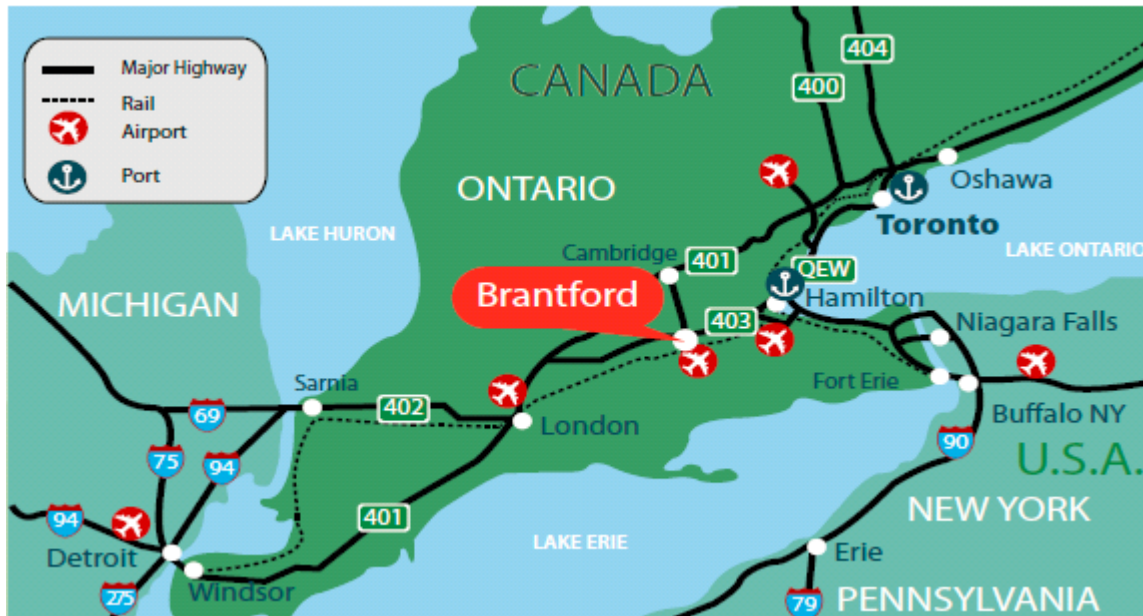 Major Highway
Rail
Airport
Port
CANADA
404
400
ONTARIO
Oshawa
Toronto
LAKE HURON
LAKE ONTARIO
Cambridge
401
QEW
MICHIGAN
Brantford
Hamilton
403
Niagara Falls
Sarnia
Fort Erie
402
69
London
Buffalo NY
75
94
90
U.S.A.
401
94
NEW YORK
Detroit
LAKE ERIE
Erie
Windsor
275
79
PENNSYLVANIA